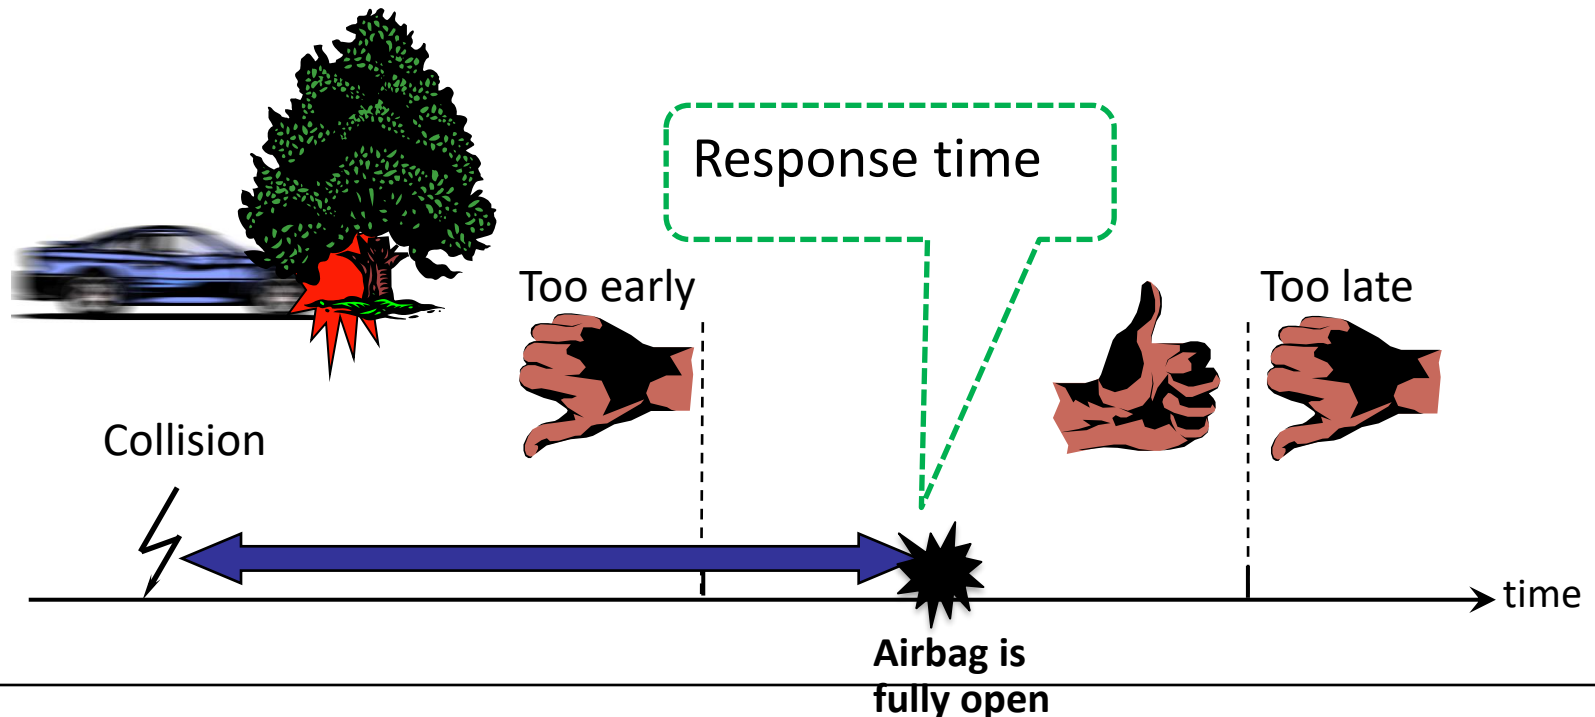 Response time
Too early
Too late
Collision
time
Airbag is
fully open